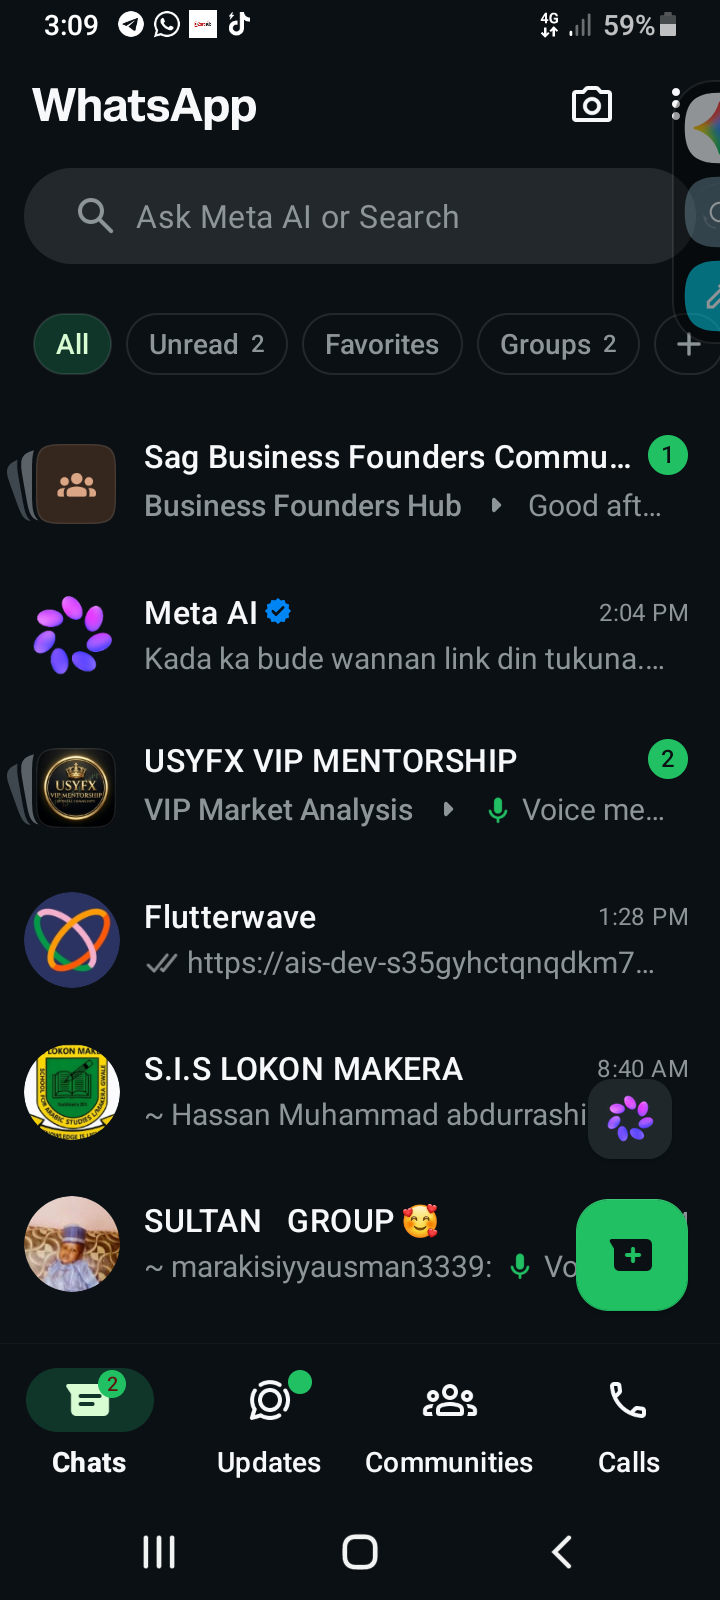 3:09
4G
59%
WhatsApp
Ask Meta AI or Search
All
Unread 2
Favorites
Groups 2
Sag Business Founders Commu... 1
Business Founders Hub Good aft...
Meta AI 2:04 PM
Kada ka bude wannan link din tukuna....
USYFX VIP MENTORSHIP 2
USYFX
VIP MENTORSHIP
VIP Market Analysis Voice me...
Flutterwave 1:28 PM
https://ais-dev-s35gyhctqnqdkm7...
S.I.S LOKON MAKERA 8:40 AM
~ Hassan Muhammad abdurrashi
SULTAN GROUP
~ marakisiyyausman3339: Vo
2
Chats
Updates
Communities
Calls